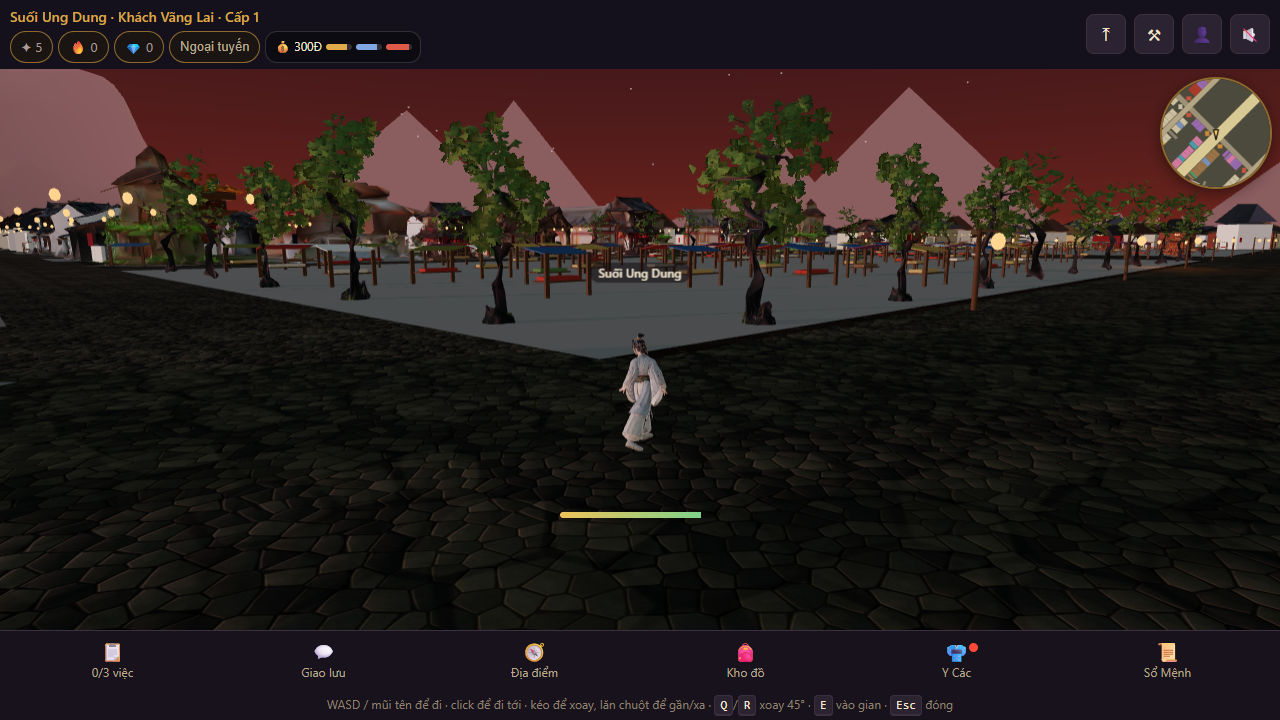 Suối Ung Dung · Khách Vãng Lai · Cấp 1
5
0
0
Ngoại tuyến
300Đ
Suối Ung Dung
0/3 việc
Giao lưu
Địa điểm
Kho đồ
Y Các
Sổ Mệnh
WASD / mũi tên để đi · click để đi tới · kéo để xoay, lăn chuột để gần/xa · Q / R xoay 45° · E vào gian · Esc đóng